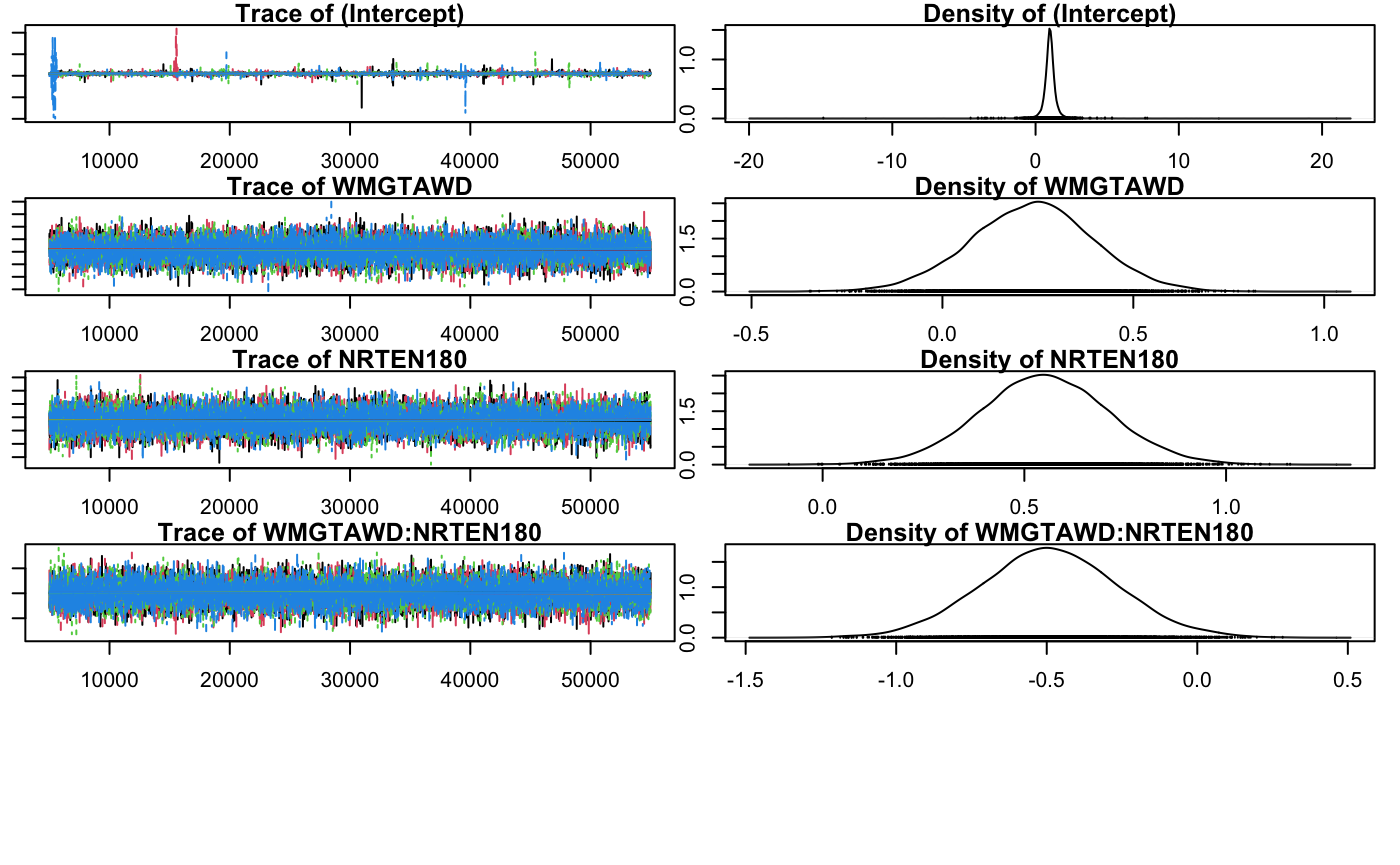 Trace of (Intercept) Density of (Intercept)
0.0 1.0
10000 20000 30000 40000 50000 -20 -10 0 10 20
Trace of WMGTAWD Density of WMGTAWD
0.0 1.5
10000 20000 30000 40000 50000 -0.5 0.0 0.5 1.0
Trace of NRTEN180 Density of NRTEN180
0.0 1.5
10000 20000 30000 40000 50000 0.0 0.5 1.0
Trace of WMGTAWD:NRTEN180 Density of WMGTAWD:NRTEN180
0.0 1.0
10000 20000 30000 40000 50000 -1.5 -1.0 -0.5 0.0 0.5